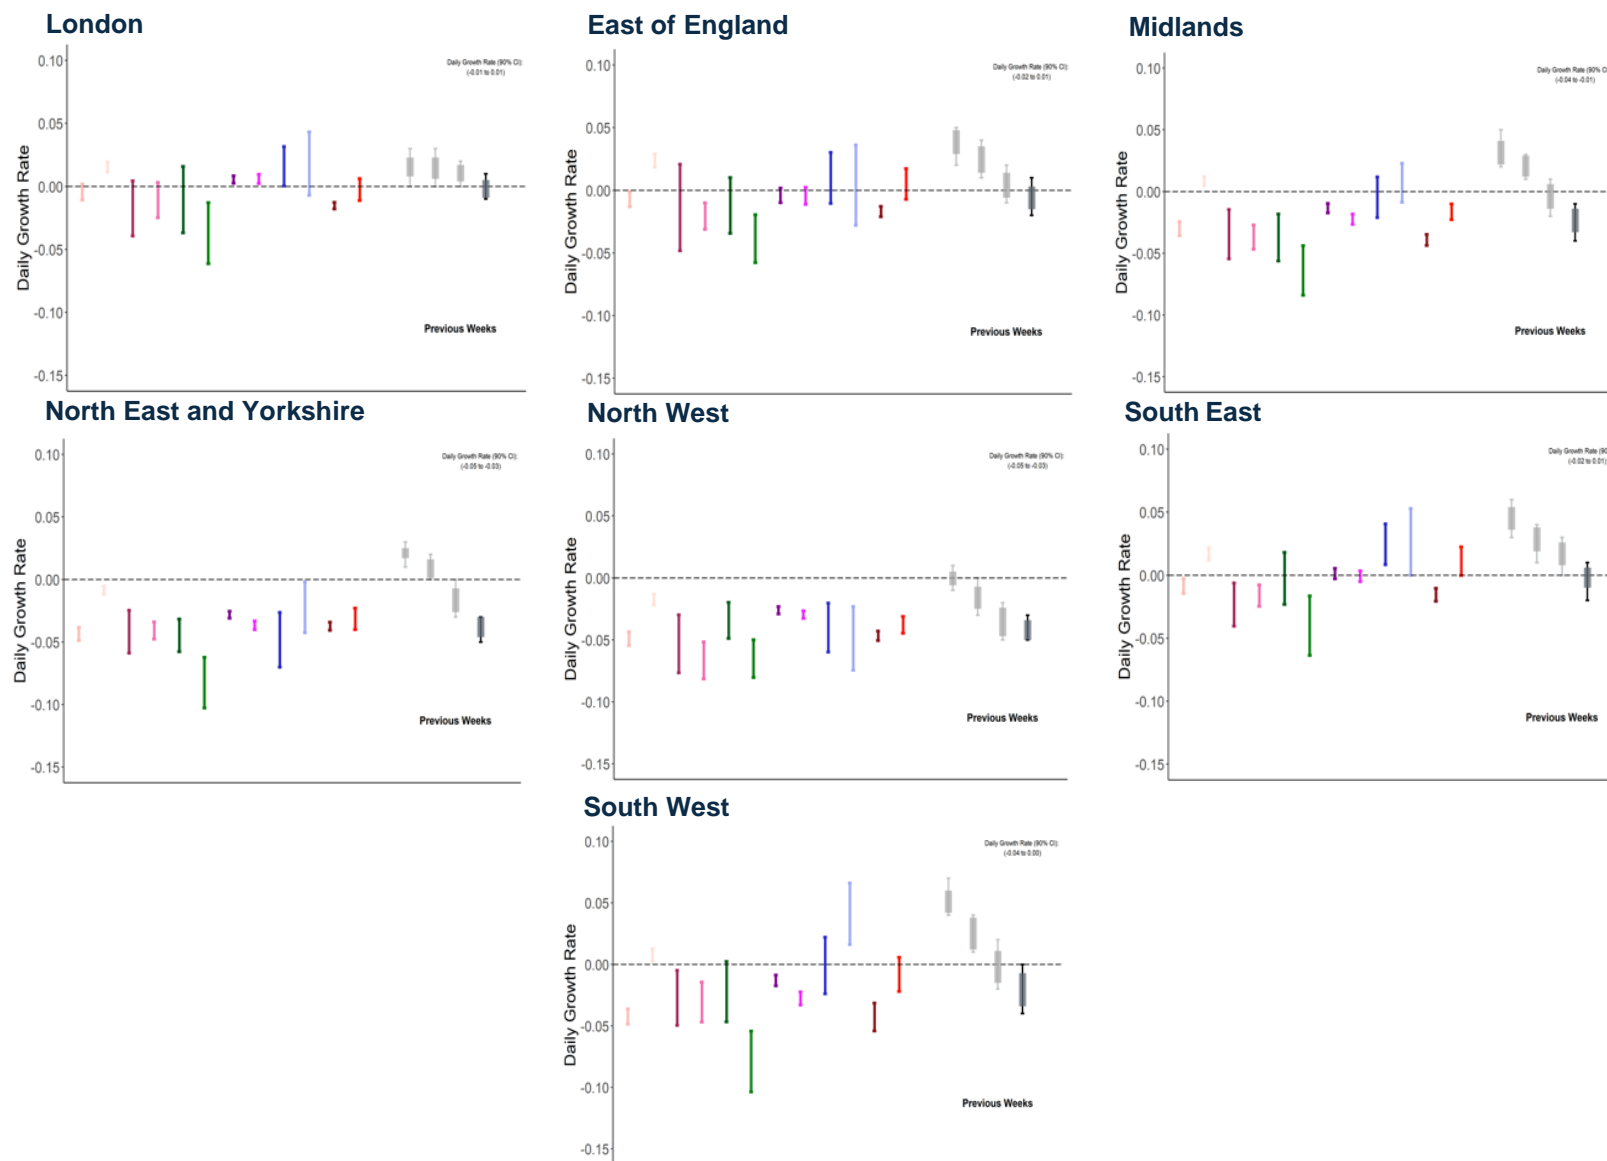 London
Daily Growth Rate (90% CI):
(-0.01 to 0.01)
0.10
0.05
0.00
-0.05
-0.10
-0.15
Daily Growth Rate
Previous Weeks
East of England
Daily Growth Rate (90% CI):
(-0.02 to 0.01)
0.10
0.05
0.00
-0.05
-0.10
-0.15
Daily Growth Rate
Previous Weeks
Midlands
Daily Growth Rate (90% C
(-0.04 to -0.01)
0.10
0.05
0.00
-0.05
-0.10
-0.15
Daily Growth Rate
Previous Weeks
North East and Yorkshire
Daily Growth Rate (90% CI):
(-0.05 to -0.03)
0.10
0.05
0.00
-0.05
-0.10
-0.15
Daily Growth Rate
Previous Weeks
North West
Daily Growth Rate (90% CI):
(-0.05 to -0.03)
0.10
0.05
0.00
-0.05
-0.10
-0.15
Daily Growth Rate
Previous Weeks
South East
Daily Growth Rate (90
(-0.02 to 0.01)
0.10
0.05
0.00
-0.05
-0.10
-0.15
Daily Growth Rate
Previous Weeks
South West
Daily Growth Rate (90% CI):
(-0.04 to 0.00)
0.10
0.05
0.00
-0.05
-0.10
-0.15
Daily Growth Rate
Previous Weeks